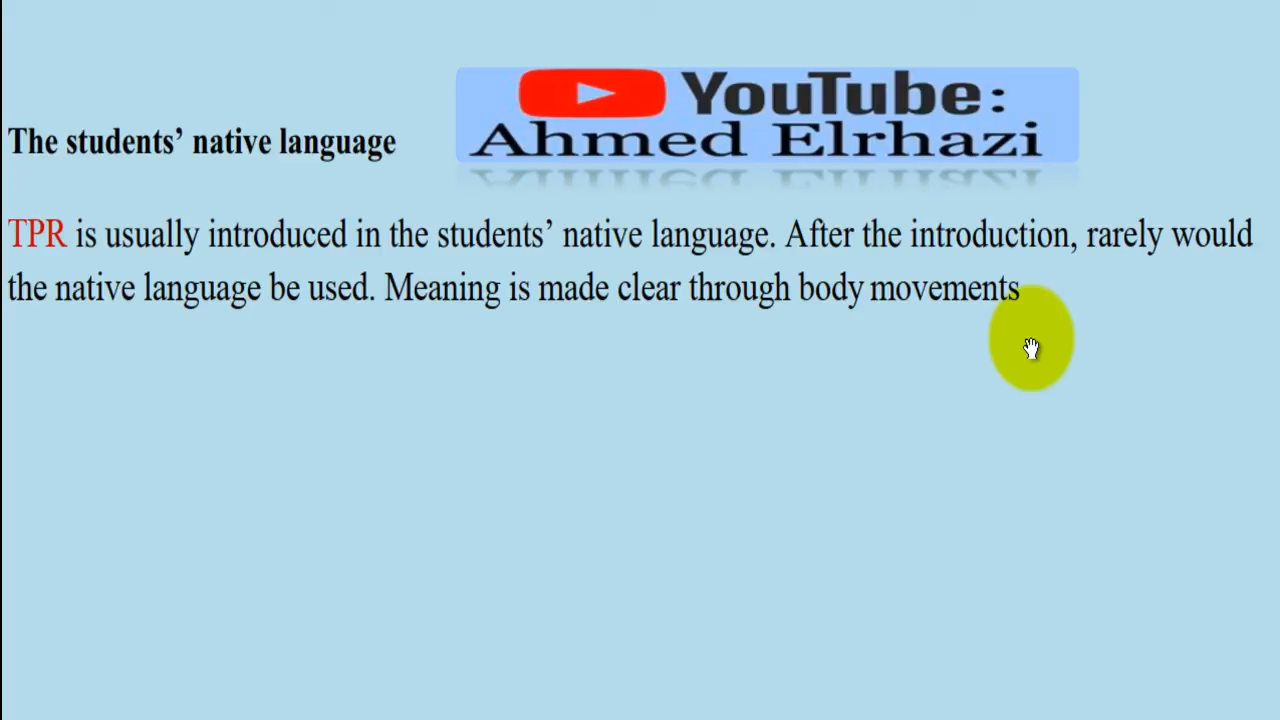 YouTube:
Ahmed Elrhazi
The students’ native language
TPR is usually introduced in the students’ native language. After the introduction, rarely would
the native language be used. Meaning is made clear through body movements